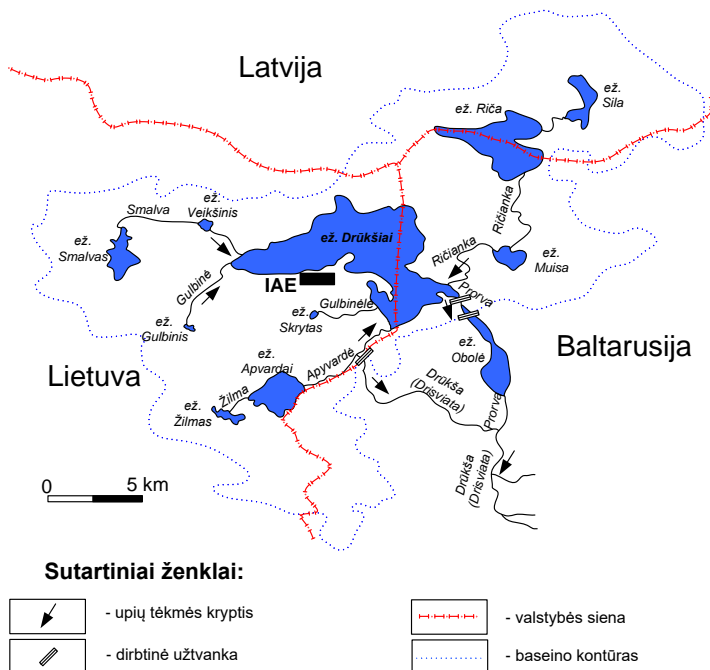 Latvija
ež. Riča
ež.
Sila
Smalva
ež.
Veikšinis
Ričianka
ež.
Smalvas
ež. Drūkšiai
Ričianka
ež.
Muisa
Gulbinė
IAE
Prorva
Gulbinėlė
ež.
Skrytas
ež.
Gulbinis
ež.
Obolė
Baltarusija
Lietuva
ež.
Apvardai
Apyvardė
Žilma
ež.
Žilmas
Drūkša
(Drisviata)
Prorva
Drūkša
(Drisviata)
0 5 km
Sutartiniai ženklai:
- upių tėkmės kryptis
- valstybės siena
- dirbtinė užtvanka
- baseino kontūras